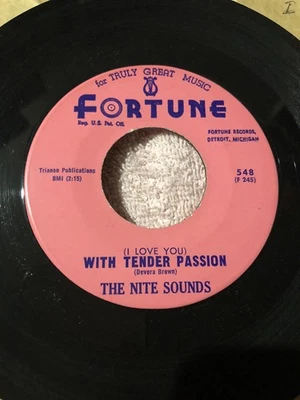 for TRULY GREAT MUSIC
FORTUNE
Reg. U.S. Pat. Off.
FORTUNE RECORDS,
DETROIT, MICHIGAN
Trianon Publications
BMI (2:15)
548
(F 245)
(I LOVE YOU)
WITH TENDER PASSION
(Devora Brown)
THE NITE SOUNDS